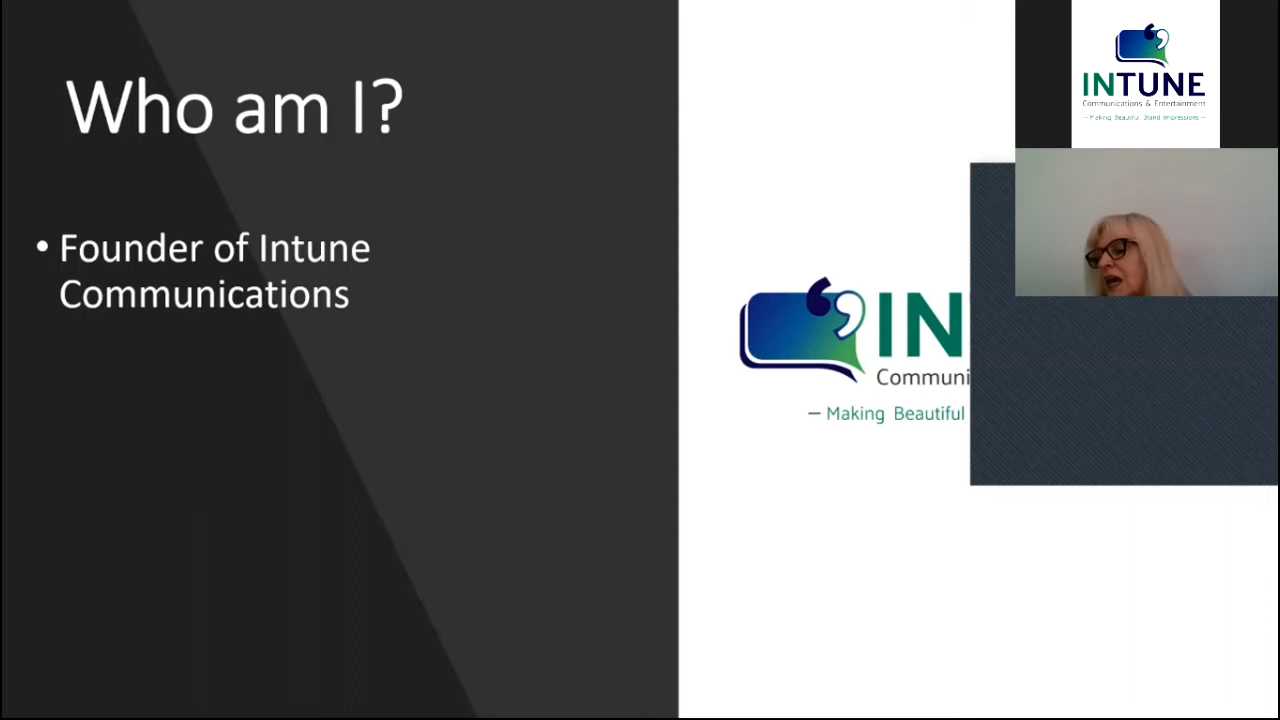 Who am I?
• Founder of Intune
Communications
IN
Communi
– Making Beautiful
INTUNE
Communications & Entertainment
– Making Beautiful Brand Impressions –